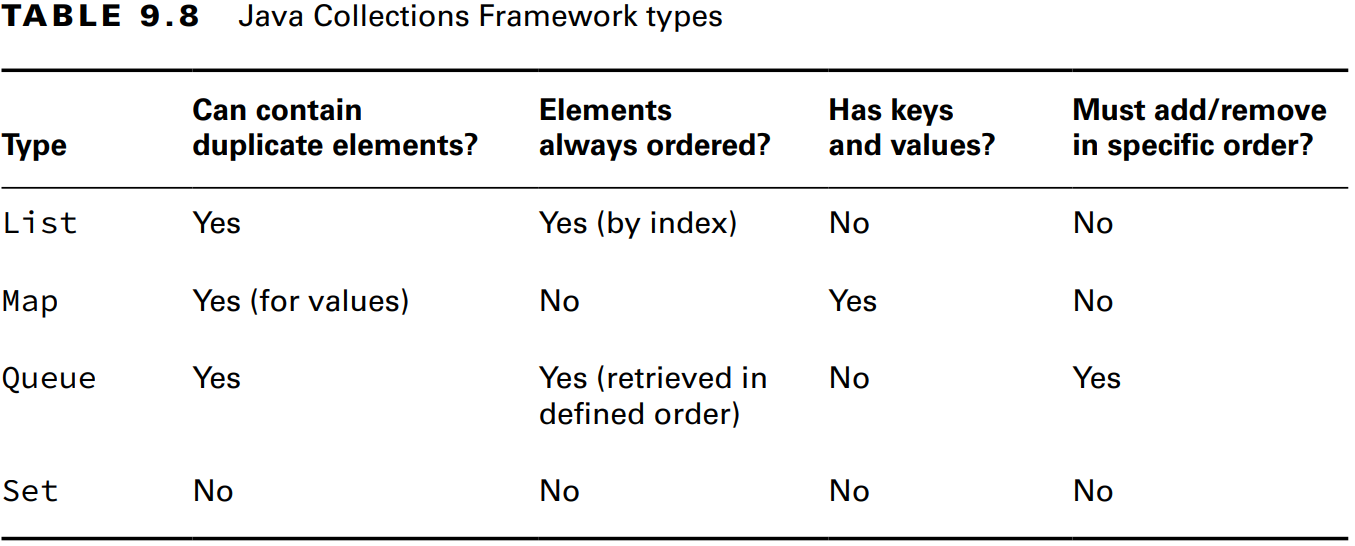 TABLE 9.8 Java Collections Framework types
Type Can contain duplicate elements? Elements always ordered? Has keys and values? Must add/remove in specific order?
List Yes Yes (by index) No No
Map Yes (for values) No Yes No
Queue Yes Yes (retrieved in defined order) No Yes
Set No No No No